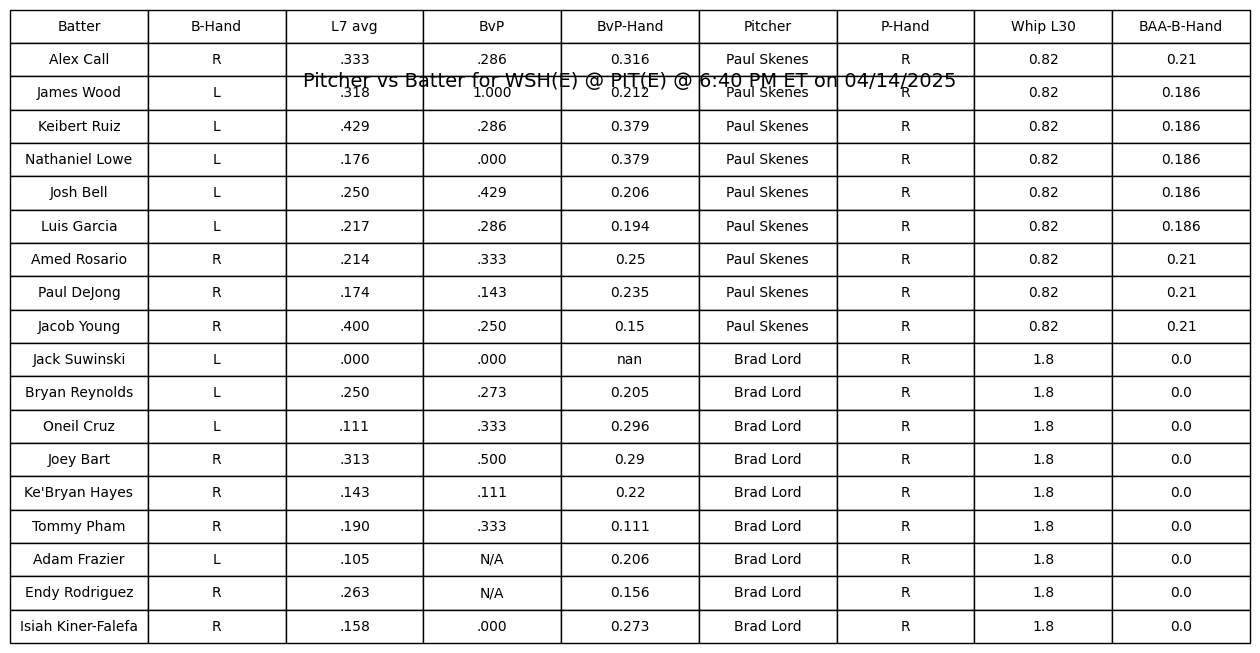 Batter B-Hand L7 avg BvP BvP-Hand Pitcher P-Hand Whip L30 BAA-B-Hand
Alex Call R .333 .286 0.316 Paul Skenes R 0.82 0.21
Pitcher vs Batter for WSH(E) @ PIT(E) @ 6:40 PM ET on 04/14/2025
James Wood L .318 1.000 0.212 Paul Skenes R 0.82 0.186
Keibert Ruiz L .429 .286 0.379 Paul Skenes R 0.82 0.186
Nathaniel Lowe L .176 .000 0.379 Paul Skenes R 0.82 0.186
Josh Bell L .250 .429 0.206 Paul Skenes R 0.82 0.186
Luis Garcia L .217 .286 0.194 Paul Skenes R 0.82 0.186
Amed Rosario R .214 .333 0.25 Paul Skenes R 0.82 0.21
Paul DeJong R .174 .143 0.235 Paul Skenes R 0.82 0.21
Jacob Young R .400 .250 0.15 Paul Skenes R 0.82 0.21
Jack Suwinski L .000 .000 nan Brad Lord R 1.8 0.0
Bryan Reynolds L .250 .273 0.205 Brad Lord R 1.8 0.0
Oneil Cruz L .111 .333 0.296 Brad Lord R 1.8 0.0
Joey Bart R .313 .500 0.29 Brad Lord R 1.8 0.0
Ke'Bryan Hayes R .143 .111 0.22 Brad Lord R 1.8 0.0
Tommy Pham R .190 .333 0.111 Brad Lord R 1.8 0.0
Adam Frazier L .105 N/A 0.206 Brad Lord R 1.8 0.0
Endy Rodriguez R .263 N/A 0.156 Brad Lord R 1.8 0.0
Isiah Kiner-Falefa R .158 .000 0.273 Brad Lord R 1.8 0.0